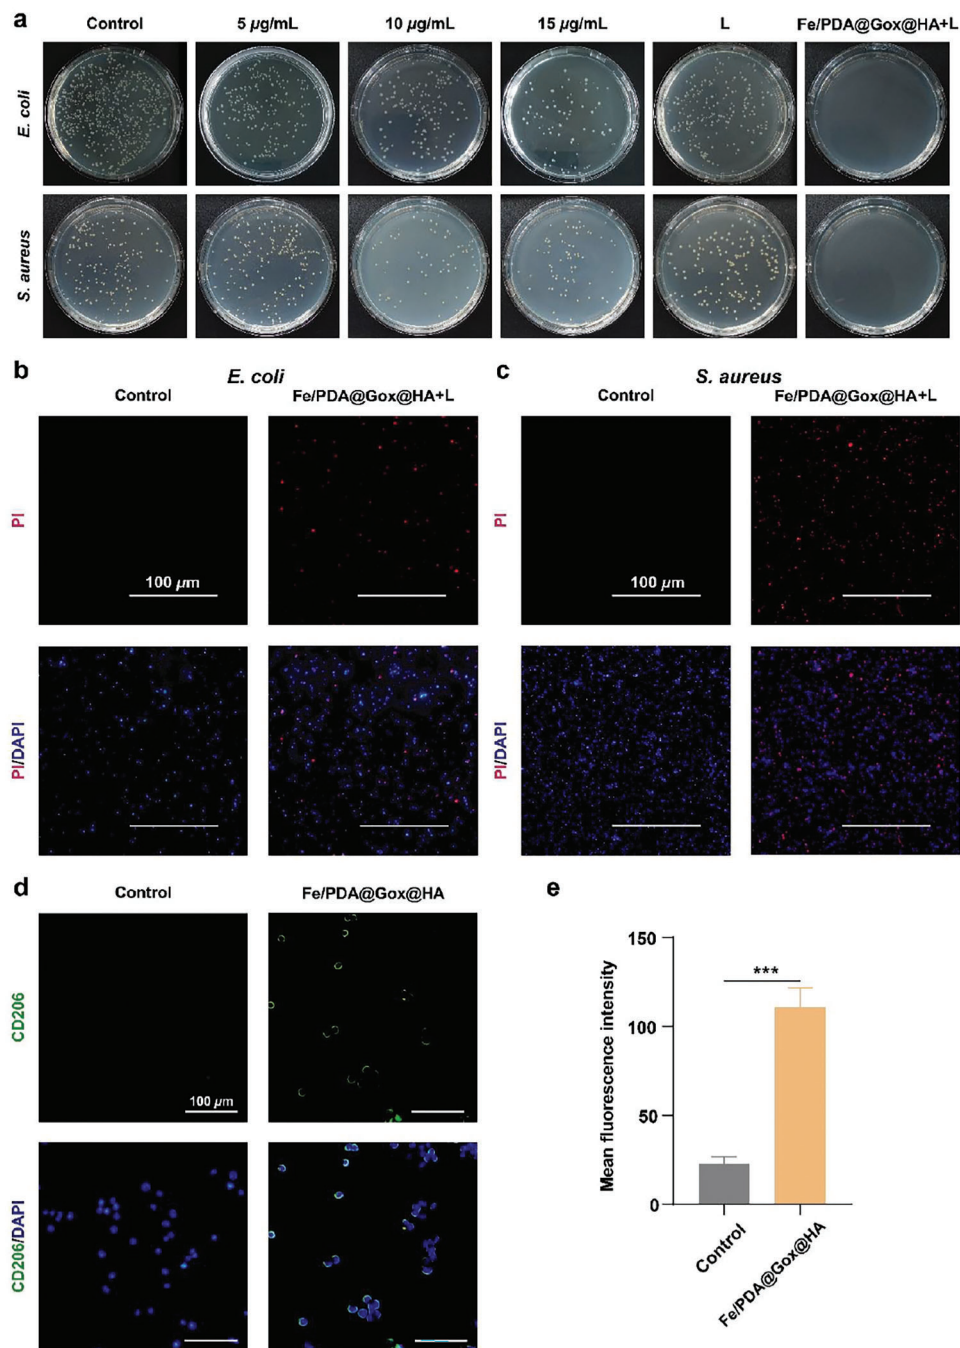 a
Control 5 µg/mL 10 µg/mL 15 µg/mL L Fe/PDA@Gox@HA+L
E. coli
S. aureus
b E. coli
Control Fe/PDA@Gox@HA+L
PI
100 µm
PI/DAPI
c S. aureus
Control Fe/PDA@Gox@HA+L
PI
100 µm
PI/DAPI
d
Control Fe/PDA@Gox@HA
CD206
100 µm
CD206/DAPI
e
Mean fluorescence intensity
150
100
50
0
***
Control
Fe/PDA@Gox@HA